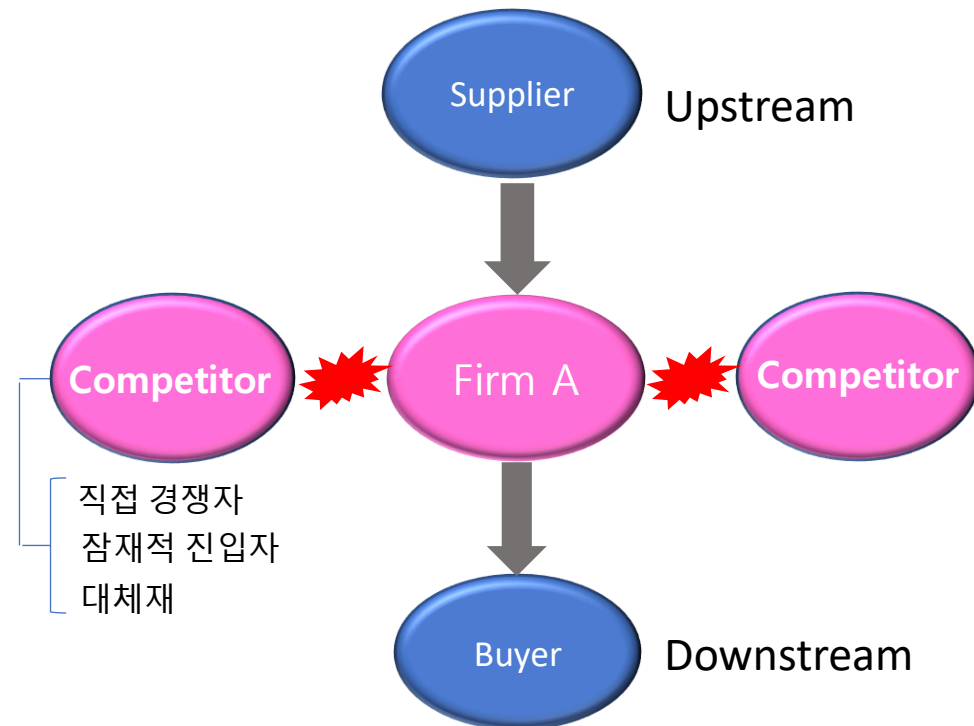 Supplier
Upstream
Competitor
Firm A
Competitor
직접 경쟁자
잠재적 진입자
대체재
Buyer
Downstream